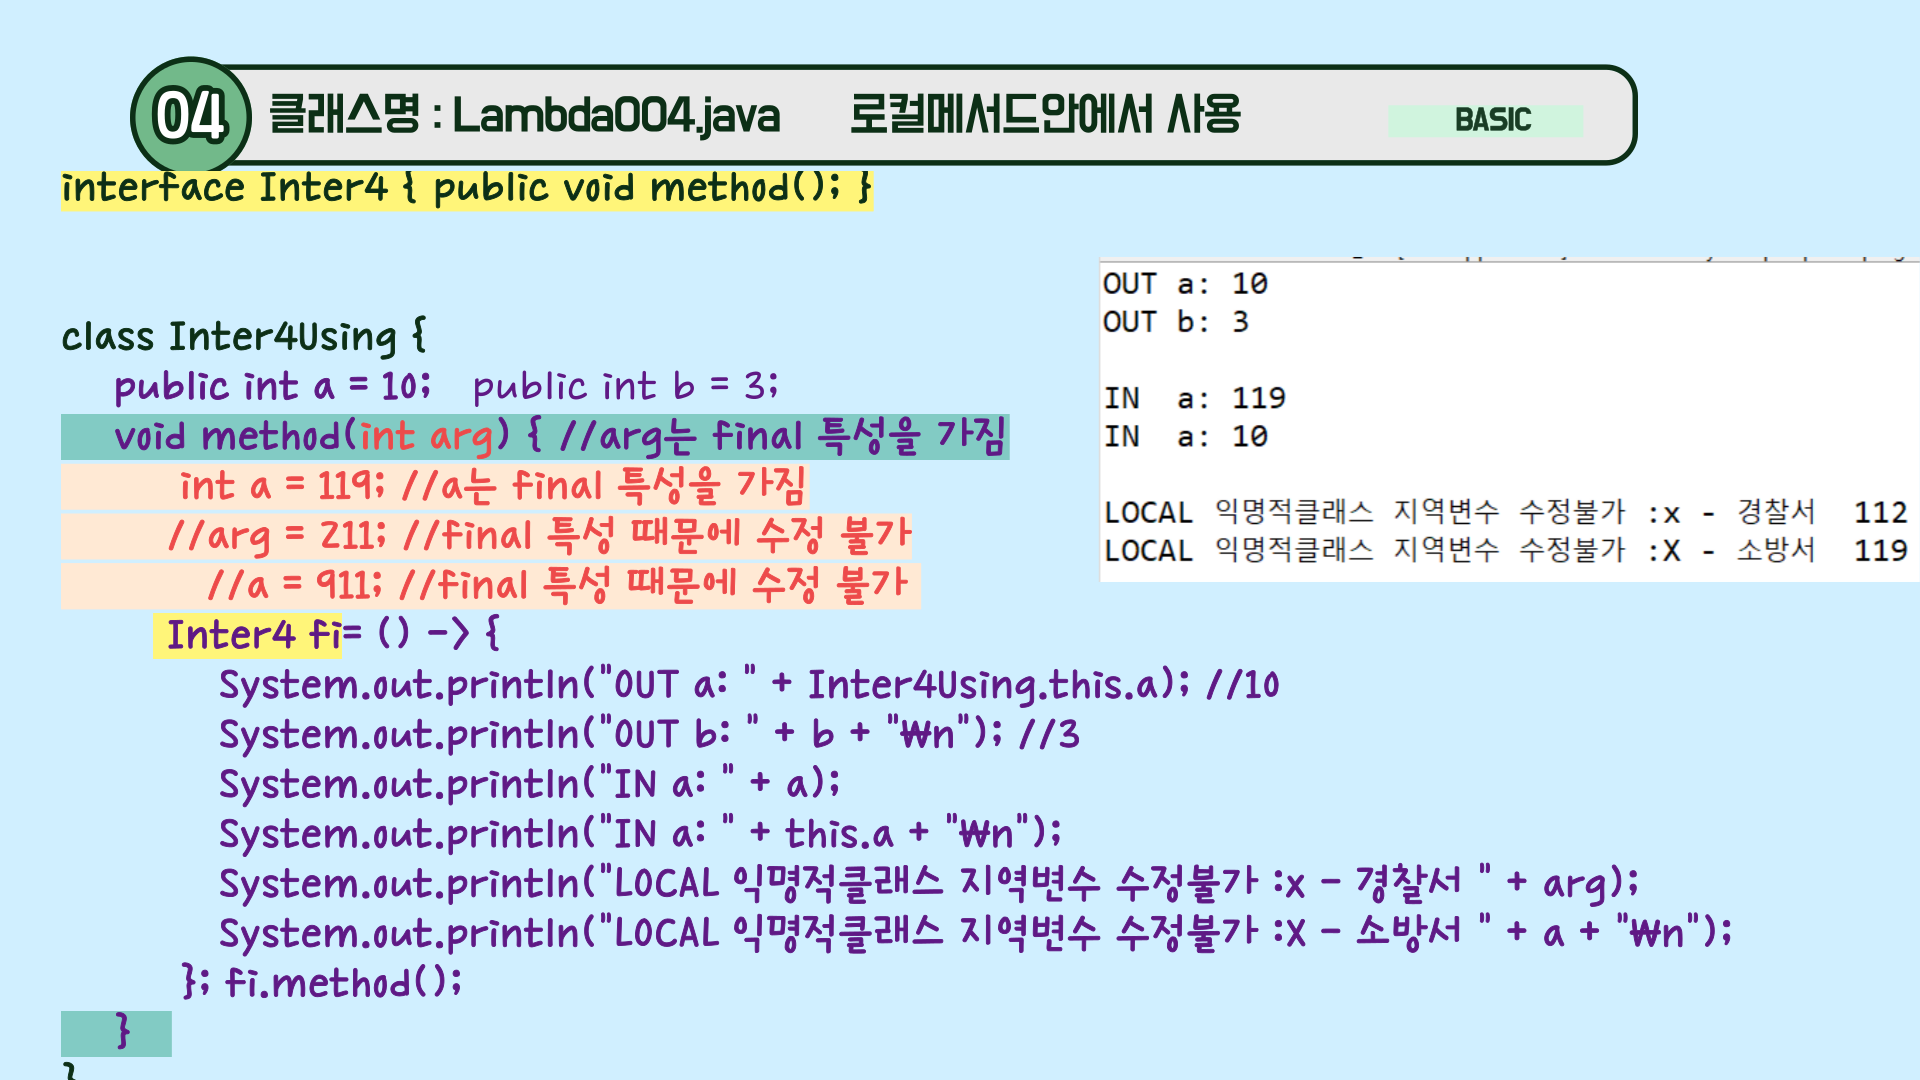 04 클래스명 : Lambda004.java 로컬메서드안에서 사용 BASIC
interface Inter4 { public void method(); }
class Inter4Using {
public int a = 10; public int b = 3;
void method(int arg) { //arg는 final 특성을 가짐
int a = 119; //a는 final 특성을 가짐
//arg = 211; //final 특성 때문에 수정 불가
//a = 911; //final 특성 때문에 수정 불가
Inter4 fi= () -> {
System.out.println("OUT a: " + Inter4Using.this.a); //10
System.out.println("OUT b: " + b + "₩n"); //3
System.out.println("IN a: " + a);
System.out.println("IN a: " + this.a + "₩n");
System.out.println("LOCAL 익명적클래스 지역변수 수정불가 :x - 경찰서 " + arg);
System.out.println("LOCAL 익명적클래스 지역변수 수정불가 :X - 소방서 " + a + "₩n");
}; fi.method();
}
}
OUT a: 10
OUT b: 3
IN  a: 119
IN  a: 10
LOCAL 익명적클래스 지역변수 수정불가 :x - 경찰서  112
LOCAL 익명적클래스 지역변수 수정불가 :X - 소방서  119